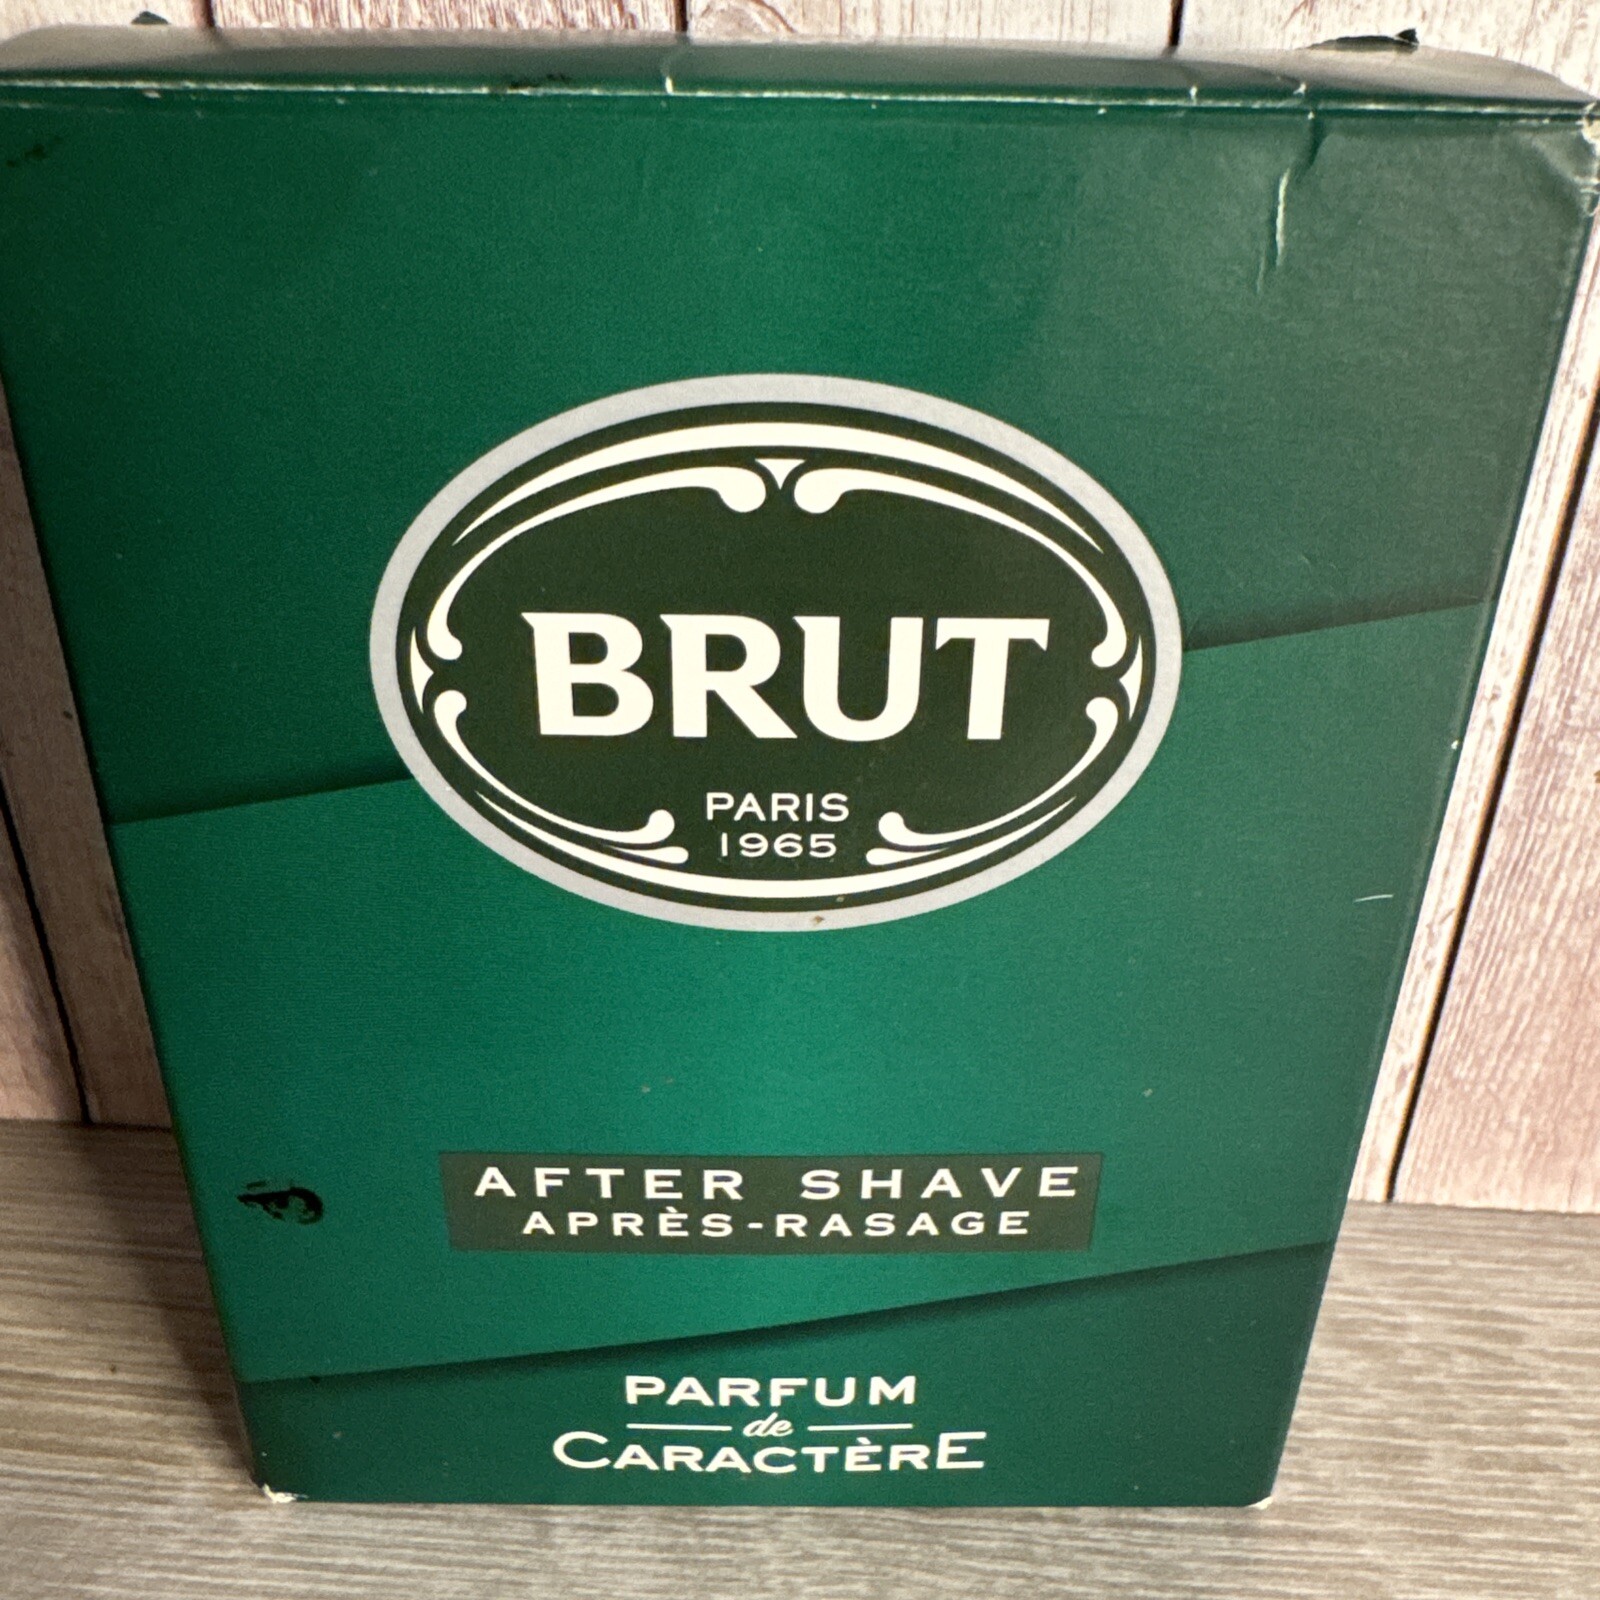 BRUT
PARIS
1965
AFTER SHAVE
APRÈS-RASAGE
PARFUM
de
CARACTÈRE